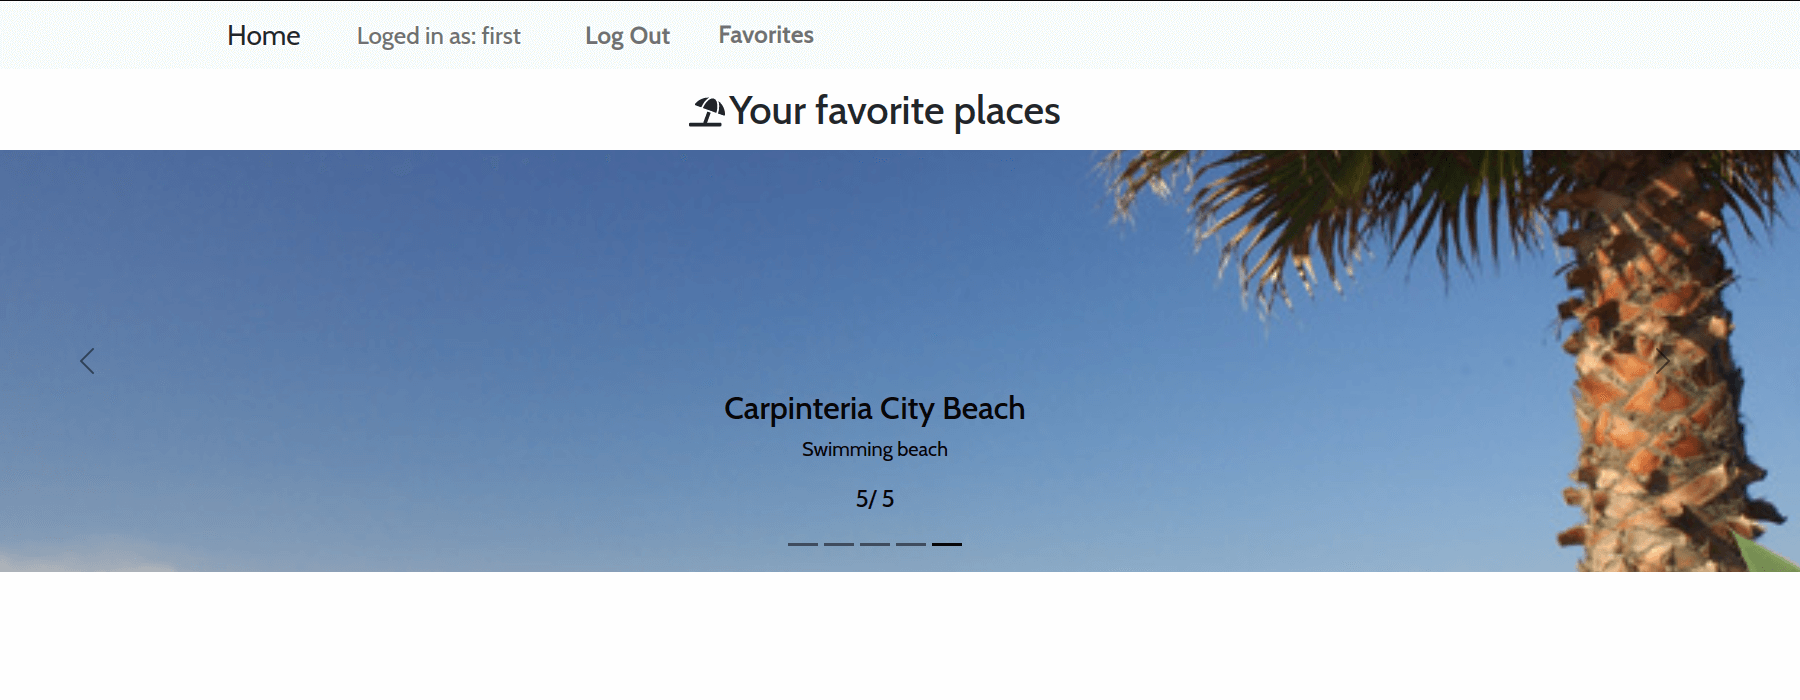 Home Loged in as: first Log Out Favorites
Your favorite places
Carpinteria City Beach
Swimming beach
5/ 5